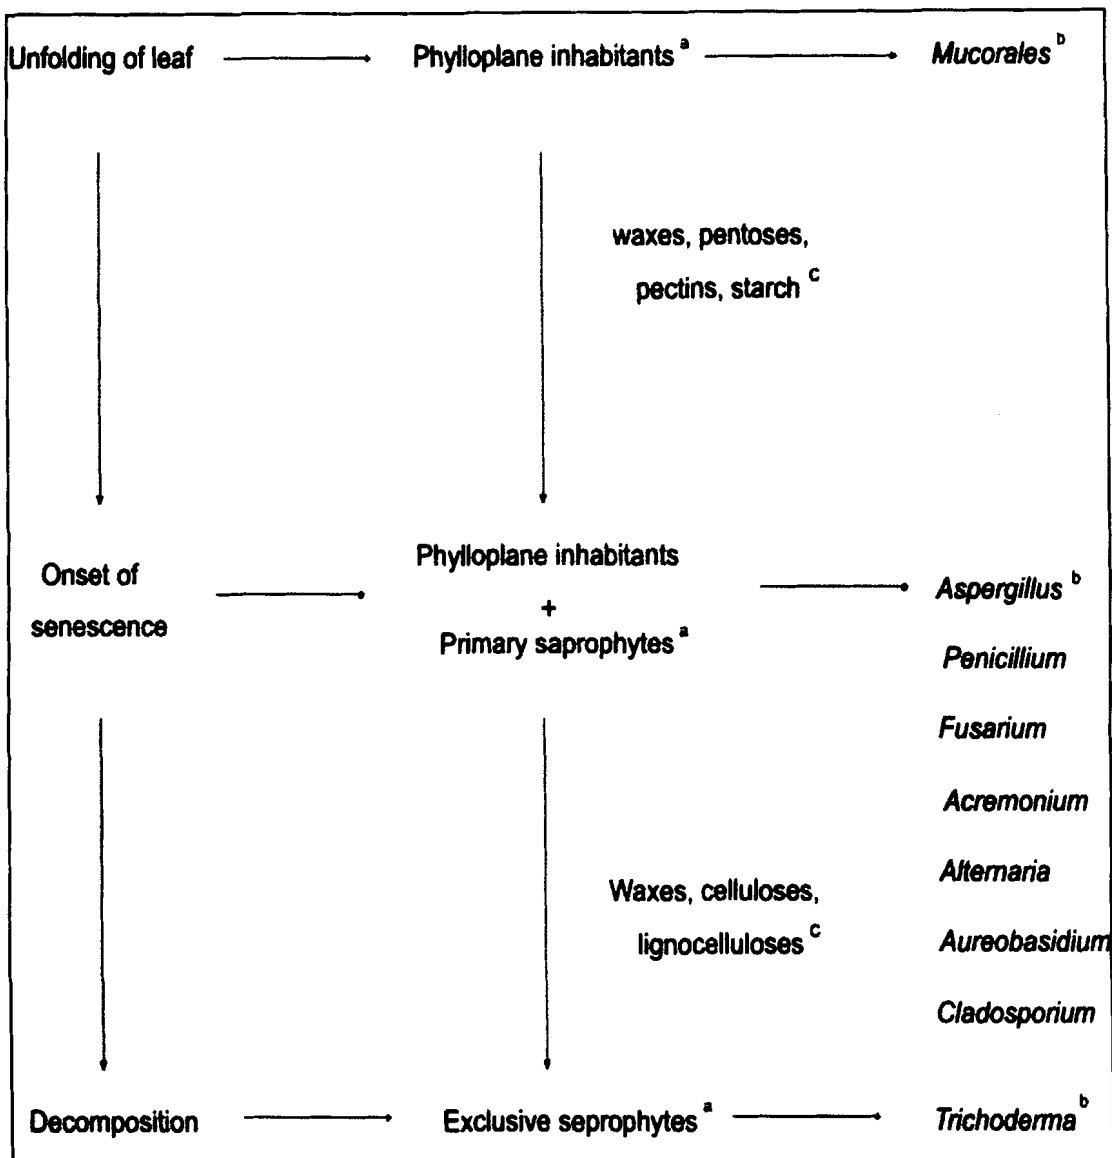 Unfolding of leaf
Phylloplane inhabitants a
Mucorales b
waxes, pentoses,
pectins, starch c
Onset of
senescence
Phylloplane inhabitants
+
Primary saprophytes a
Aspergillus b
Penicillium
Fusarium
Acremonium
Alternaria
Aureobasidium
Cladosporium
Waxes, celluloses,
lignocelluloses c
Decomposition
Exclusive seprophytes a
Trichoderma b